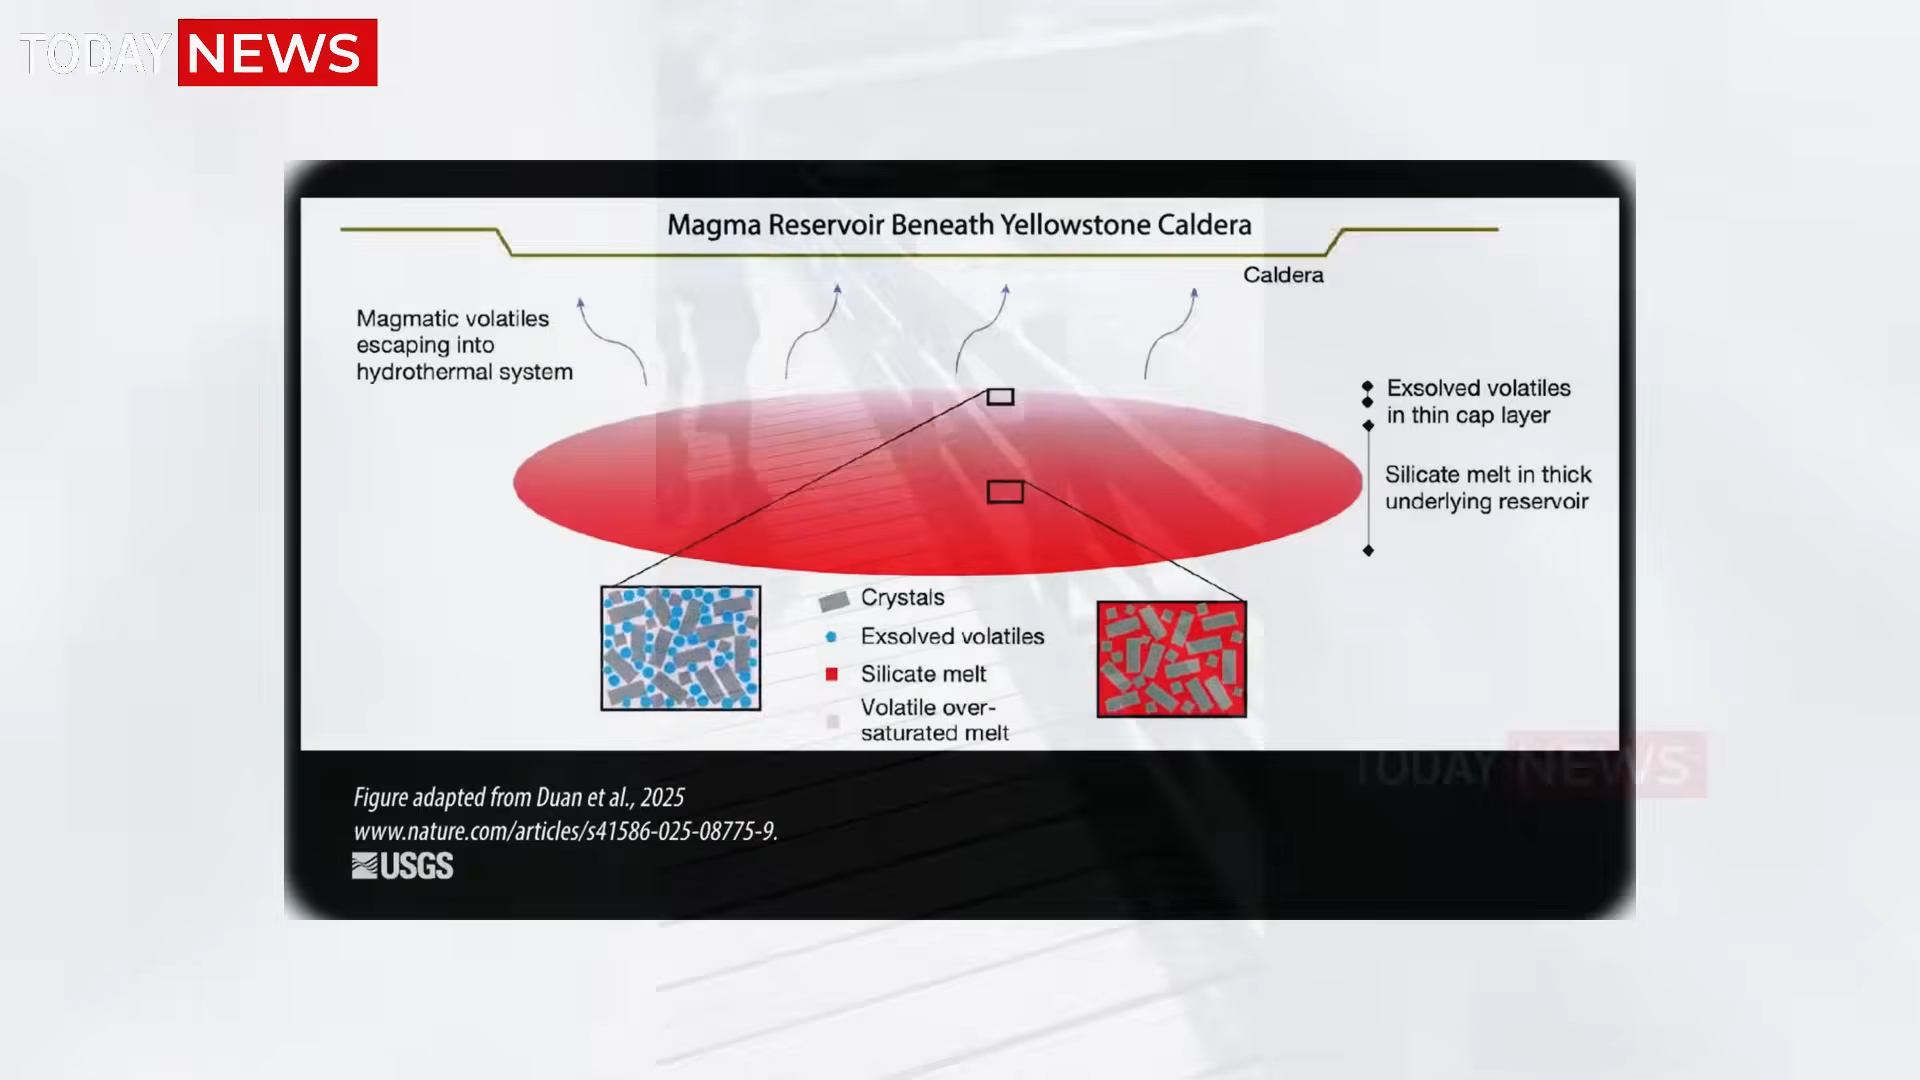 TODAY NEWS
Magma Reservoir Beneath Yellowstone Caldera
Caldera
Magmatic volatiles
escaping into
hydrothermal system
Exsolved volatiles
in thin cap layer
Silicate melt in thick
underlying reservoir
Crystals
Exsolved volatiles
Silicate melt
Volatile over-
saturated melt
TODAY NEWS
Figure adapted from Duan et al., 2025
www.nature.com/articles/s41586-025-08775-9.
USGS